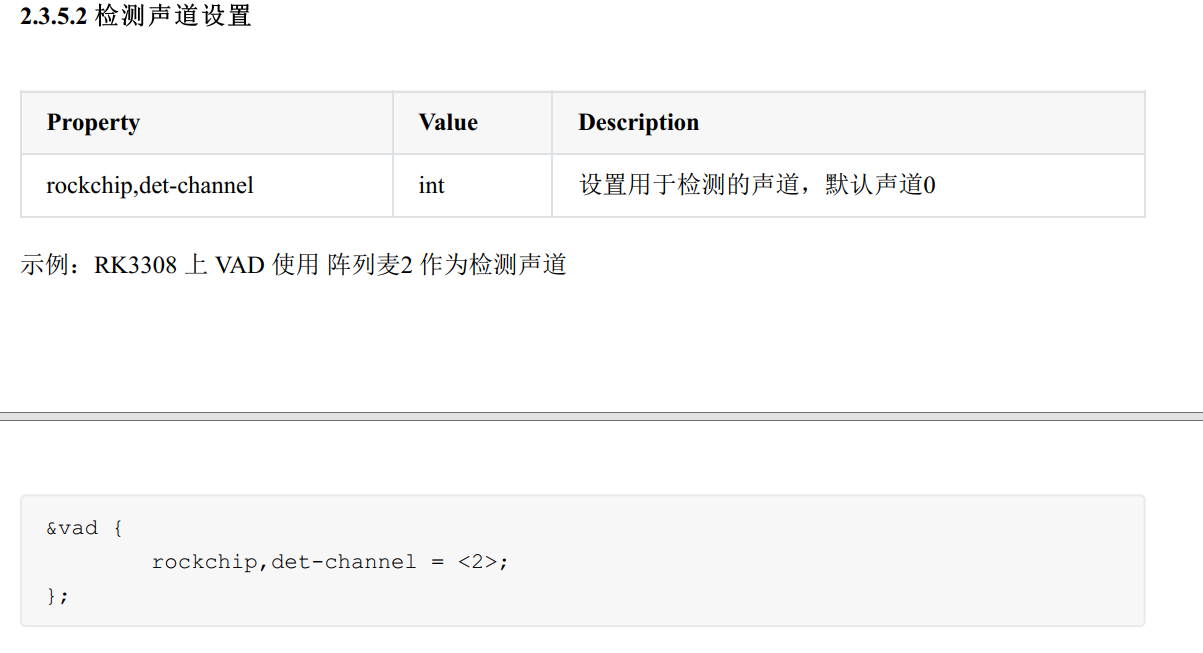 2.3.5.2 检测声道设置
Property Value Description
rockchip,det-channel int 设置用于检测的声道，默认声道0
示例：RK3308 上 VAD 使用 阵列麦2 作为检测声道
&vad {
rockchip,det-channel = <2>;
};